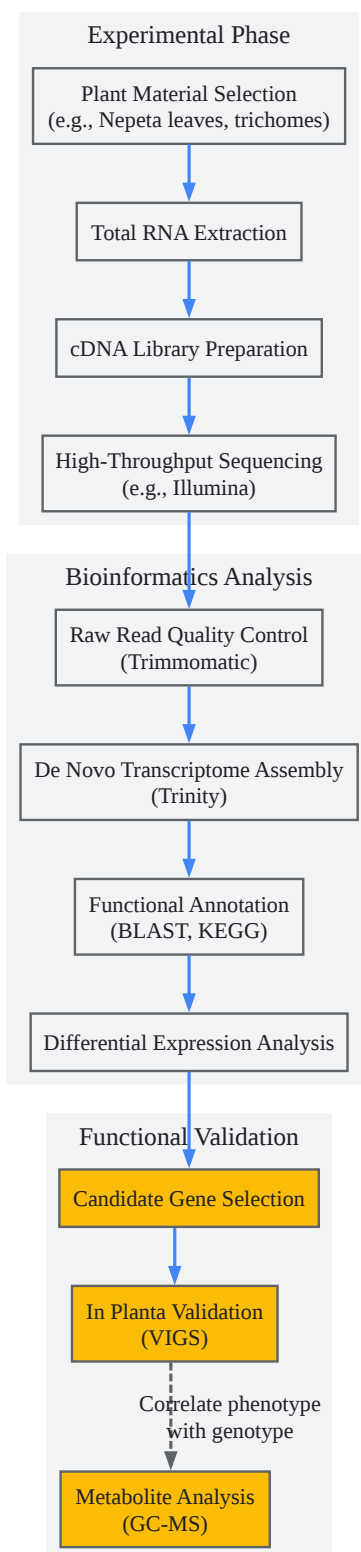 Experimental Phase
Plant Material Selection
(e.g., Nepeta leaves, trichomes)
Total RNA Extraction
cDNA Library Preparation
High-Throughput Sequencing
(e.g., Illumina)
Bioinformatics Analysis
Raw Read Quality Control
(Trimmomatic)
De Novo Transcriptome Assembly
(Trinity)
Functional Annotation
(BLAST, KEGG)
Differential Expression Analysis
Functional Validation
Candidate Gene Selection
In Planta Validation
(VIGS)
Correlate phenotype
with genotype
Metabolite Analysis
(GC-MS)